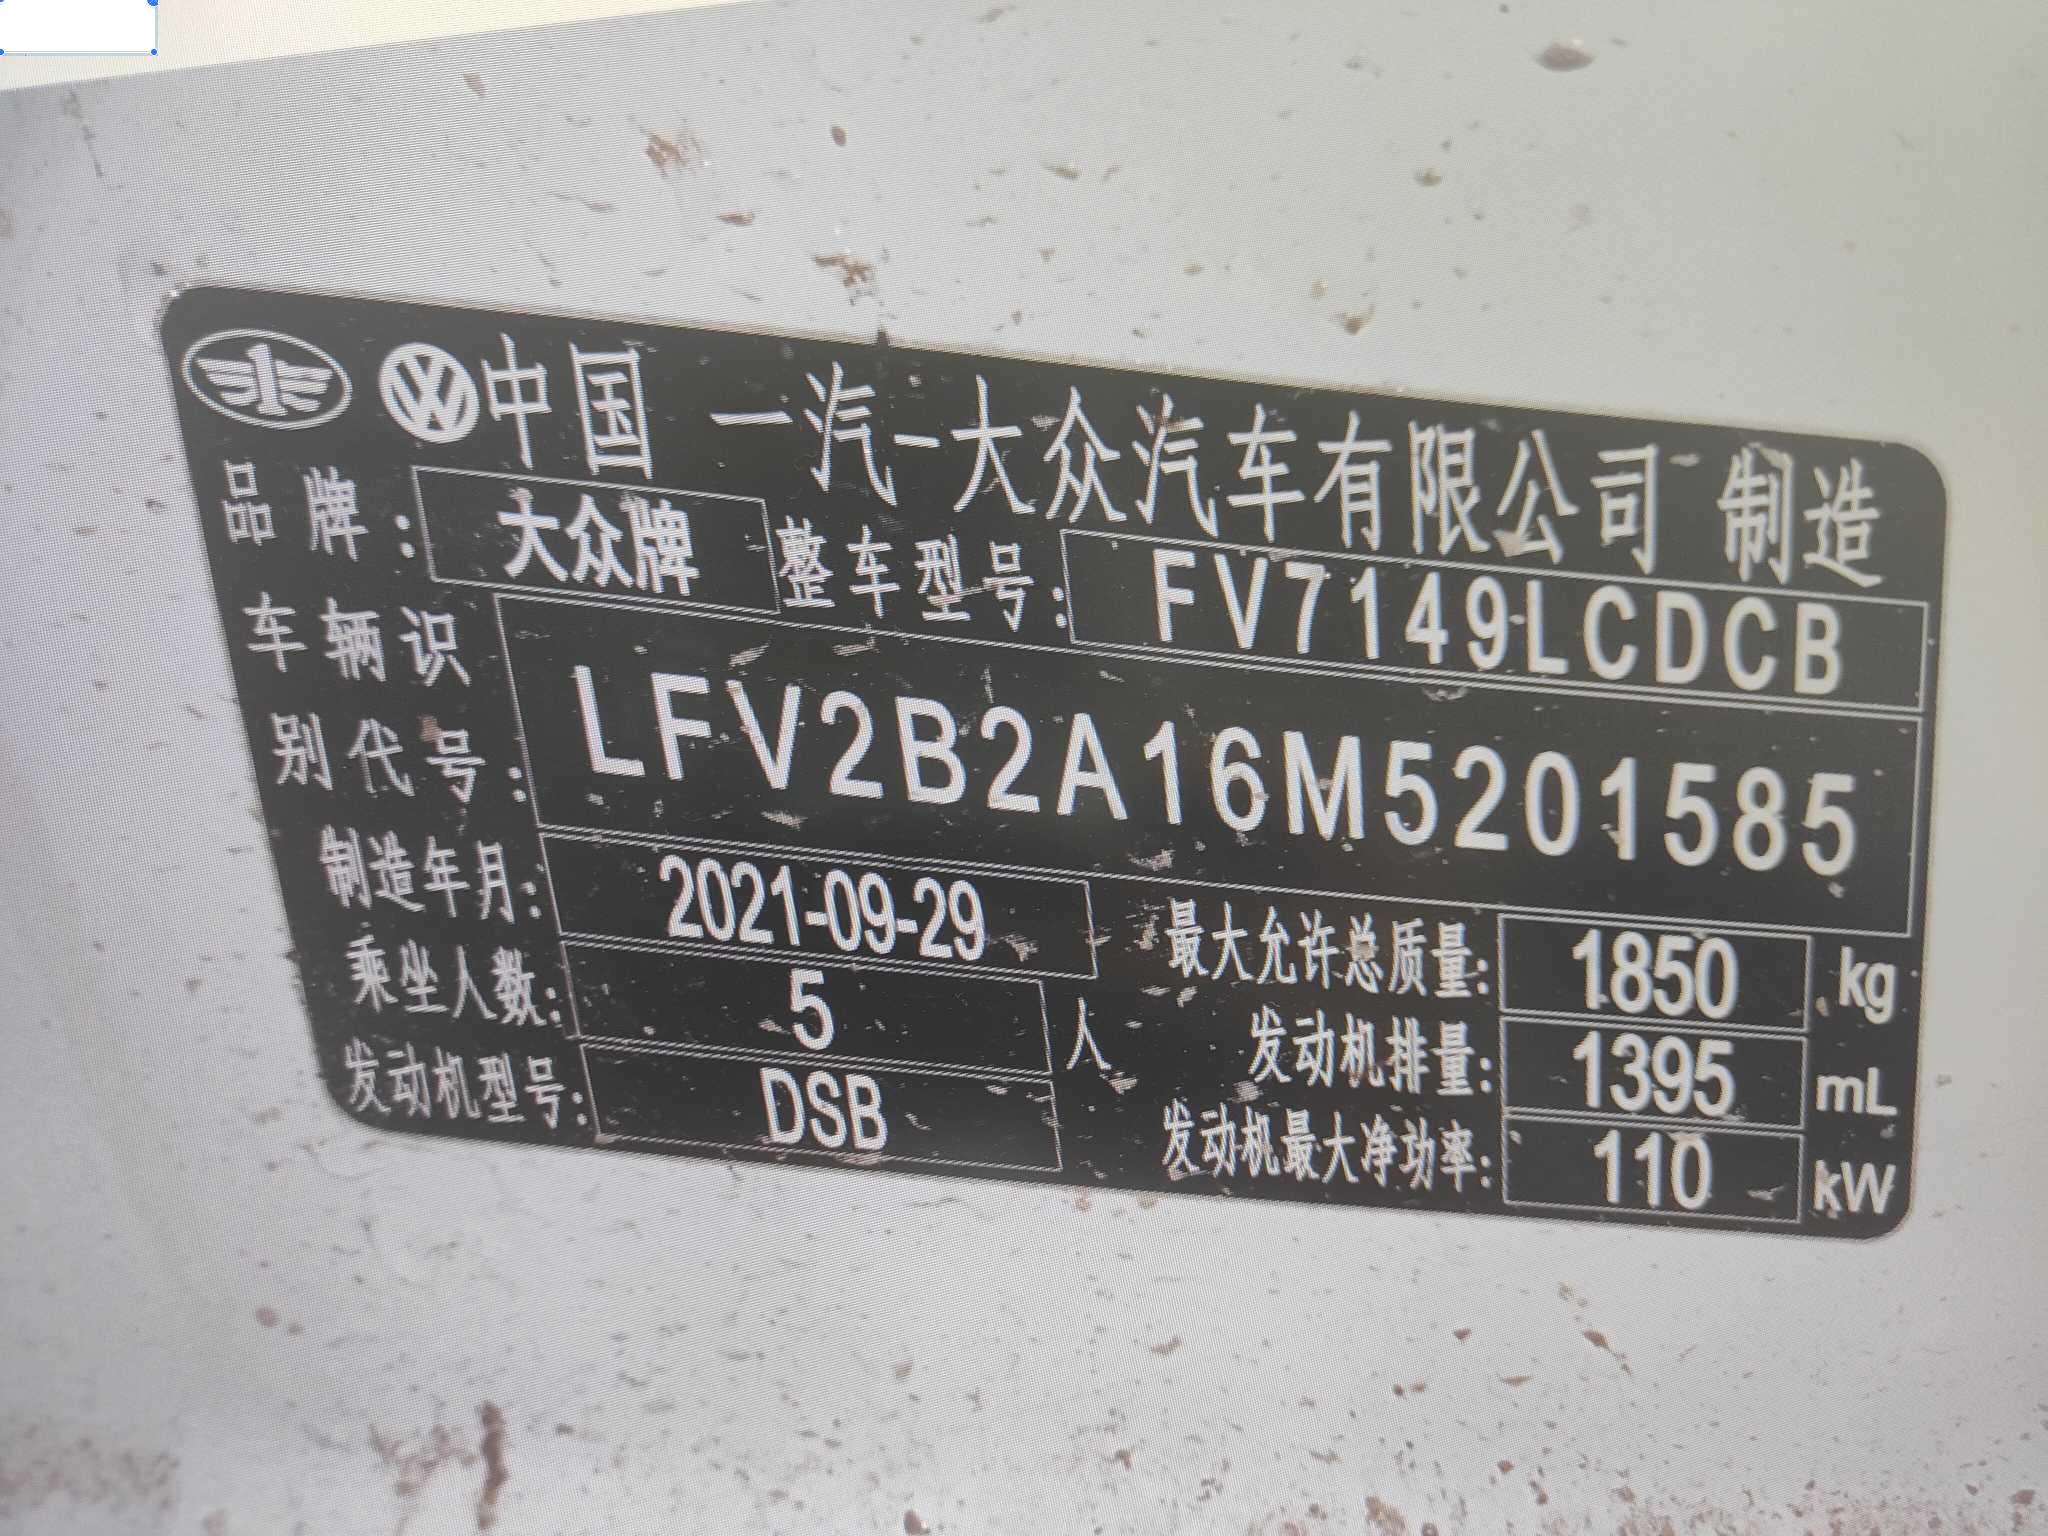 中国 一汽-大众汽车有限公司 制造
品牌: 大众牌 整车型号: FV7149LCDCB
车辆识别代号: LFV2B2A16M5201585
制造年月: 2021-09-29 最大允许总质量: 1850 kg
乘坐人数: 5 人 发动机排量: 1395 mL
发动机型号: DSB 发动机最大净功率: 110 kW